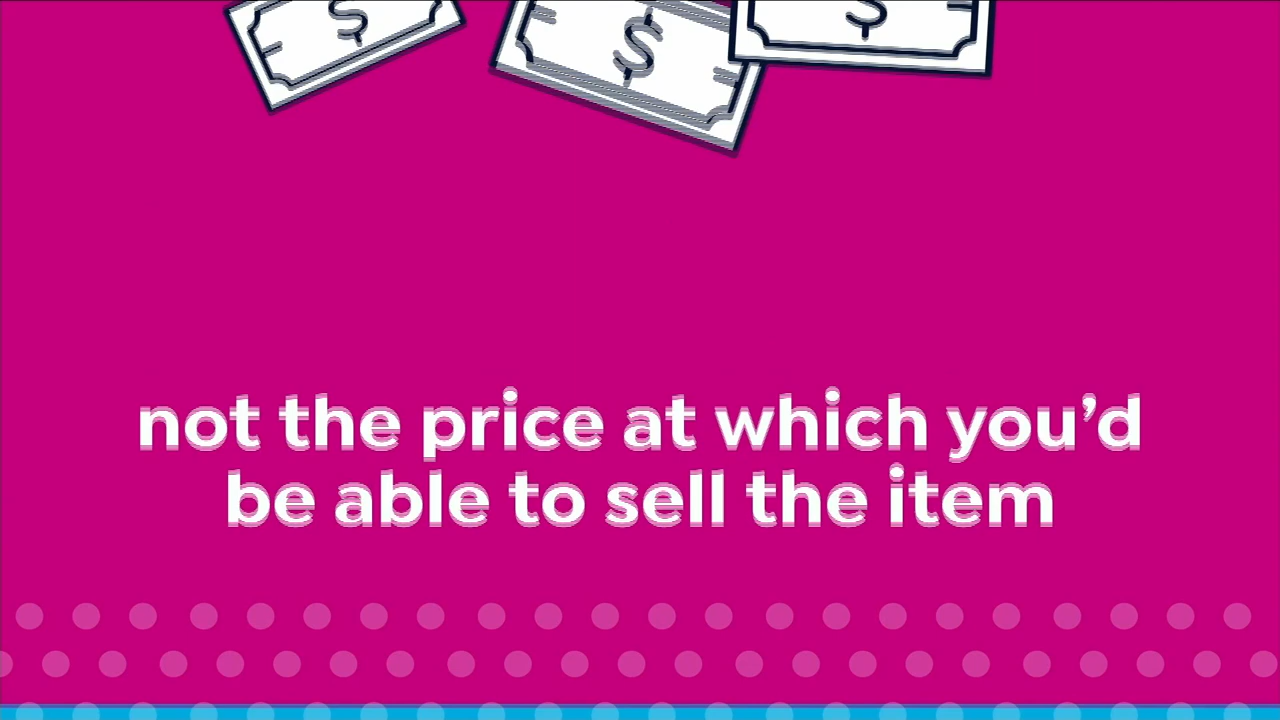 $ $ $
not the price at which you’d
be able to sell the item